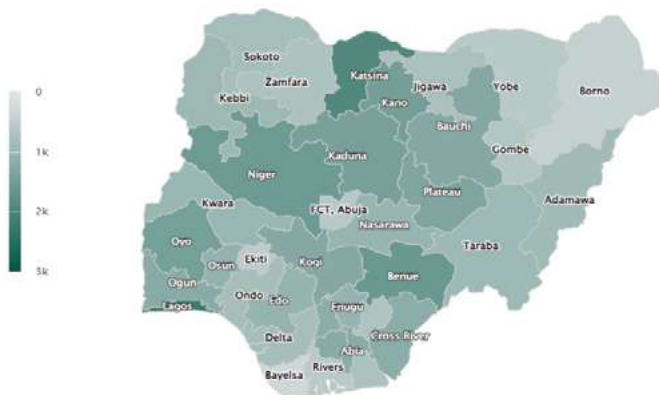 0
1k
2k
3k
Sokoto
Katsina
Zamfara
Jigawa
Yobe
Borno
Kebbi
Kano
Bauchi
Gombe
Kaduna
Niger
Plateau
Adamawa
Kwara
FCT, Abuja
Nasarawa
Taraba
Oyo
Ekiti
Kogi
Osun
Benue
Ogun
Ondo
Edo
Enugu
Lagos
Delta
Cross River
Abia
Rivers
Bayelsa